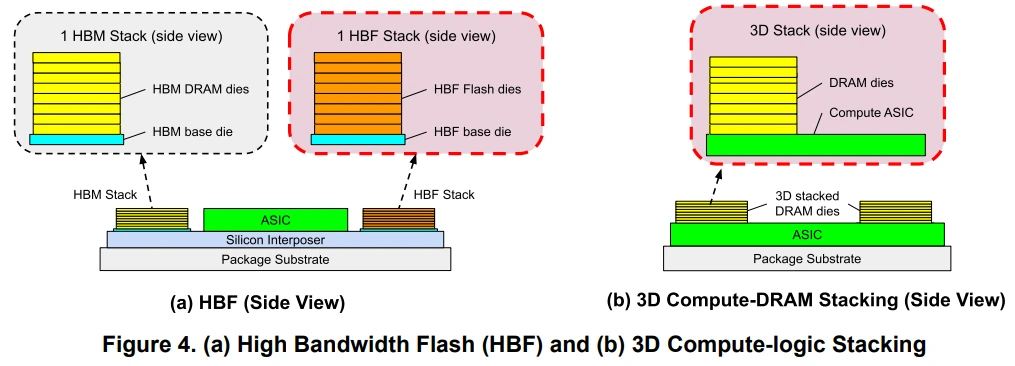 1 HBM Stack (side view)
HBM DRAM dies
HBM base die
1 HBF Stack (side view)
HBF Flash dies
HBF base die
HBM Stack
HBF Stack
ASIC
Silicon Interposer
Package Substrate
(a) HBF (Side View)
3D Stack (side view)
DRAM dies
Compute ASIC
3D stacked
DRAM dies
ASIC
Package Substrate
(b) 3D Compute-DRAM Stacking (Side View)
Figure 4. (a) High Bandwidth Flash (HBF) and (b) 3D Compute-logic Stacking